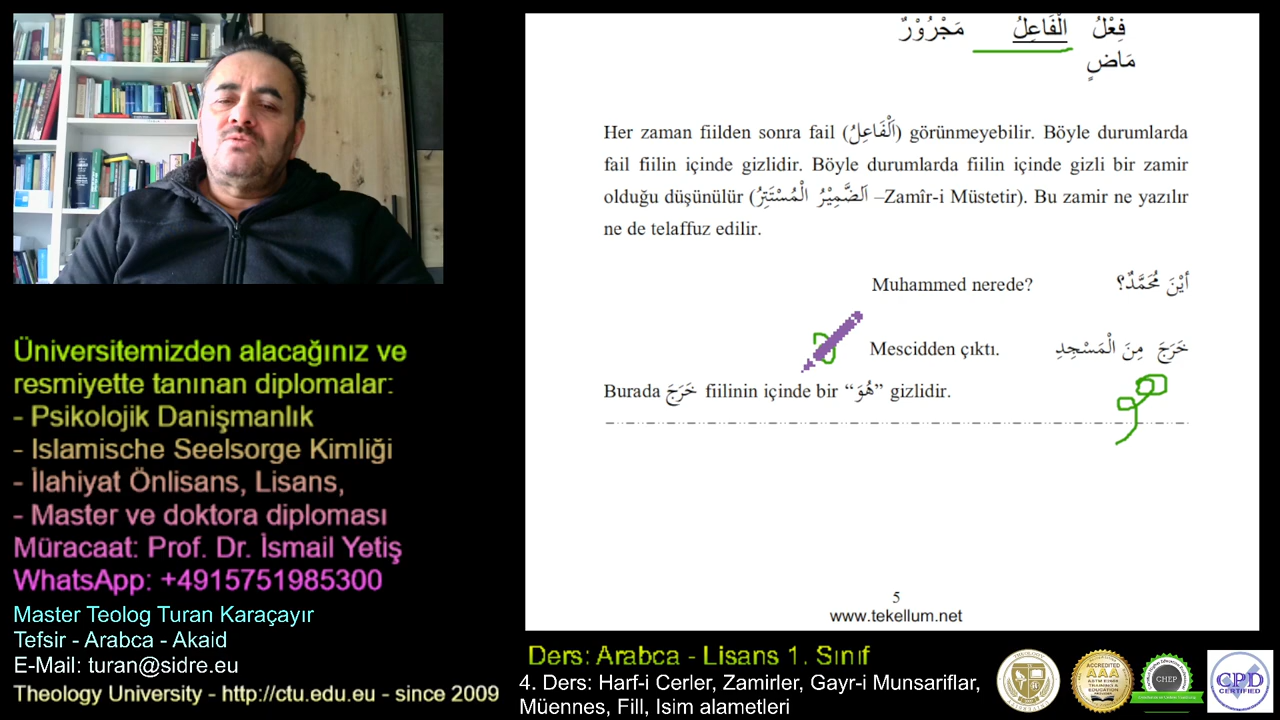 فِعْلُ الْفَاعِلُ مَجْرُوْرٌ
مَاضٍ
Her zaman fiilden sonra fail (اَلْفَاعِلُ) görünmeyebilir. Böyle durumlarda
fail fiilin içinde gizlidir. Böyle durumlarda fiilin içinde gizli bir zamir
olduğu düşünülür (اَلضَّمِيْرُ الْمُسْتَتِرُ –Zamîr-i Müstetir). Bu zamir ne yazılır
ne de telaffuz edilir.
Muhammed nerede? أَيْنَ مُحَمَّدٌ؟
Mescidden çıktı. خَرَجَ مِنَ الْمَسْجِدِ
Burada خَرَجَ fiilinin içinde bir “هُوَ” gizlidir.
هو
5
www.tekellum.net
Üniversitemizden alacağınız ve
resmiyette tanınan diplomalar:
- Psikolojik Danişmanlık
- Islamische Seelsorge Kimliği
- İlahiyat Önlisans, Lisans,
- Master ve doktora diploması
Müracaat: Prof. Dr. İsmail Yetiş
WhatsApp: +4915751985300
Master Teolog Turan Karaçayır
Tefsir - Arabca - Akaid
E-Mail: turan@sidre.eu
Theology University - http://ctu.edu.eu - Since 2009
Ders: Arabca - Lisans 1. Sınıf
4. Ders: Harf-i Cerler, Zamirler, Gayr-i Munsariflar,
Müennes, Fill, Isim alametleri
ACCREDITED
AAA
CHEP
CPD
CERTIFIED